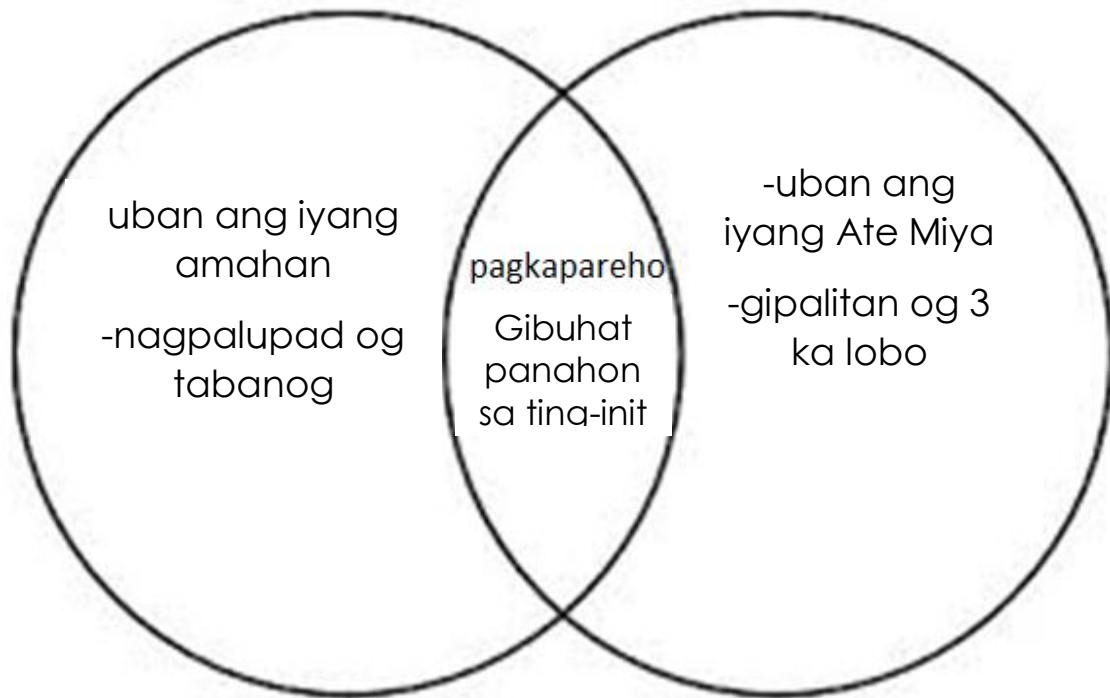 uban ang iyang
amahan
-nagpalupad og
tabanog
pagkapareho
Gibuhat
panahon
sa ting-init
-uban ang
iyang Ate Miya
-gipalitan og 3
ka lobo